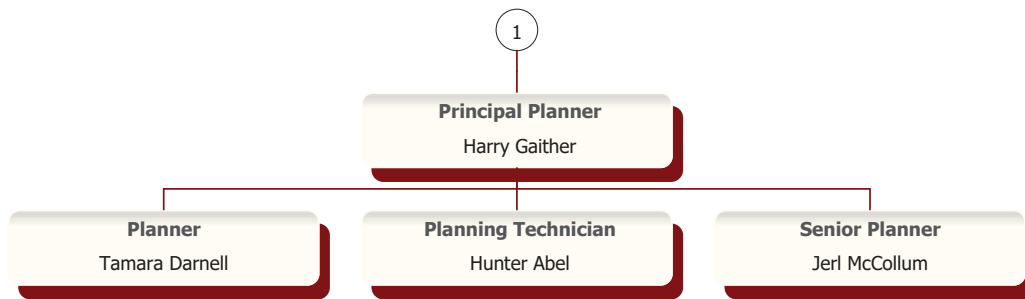 1
Principal Planner
Harry Gaither
Planner
Tamara Darnell
Planning Technician
Hunter Abel
Senior Planner
Jerl McCollum